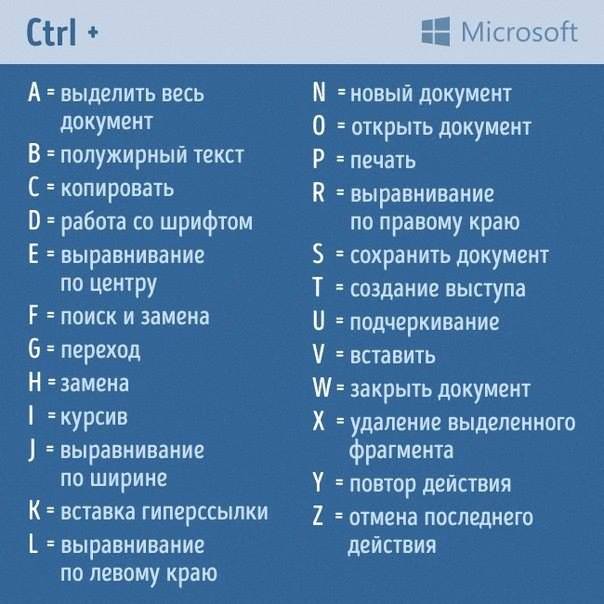 Ctrl +
Microsoft
A = выделить весь
документ
B = полужирный текст
C = копировать
D = работа со шрифтом
E = выравнивание
по центру
F = поиск и замена
G = переход
H = замена
I = курсив
J = выравнивание
по ширине
K = вставка гиперссылки
L = выравнивание
по левому краю
N = новый документ
O = открыть документ
P = печать
R = выравнивание
по правому краю
S = сохранить документ
T = создание выступа
U = подчеркивание
V = вставить
W = закрыть документ
X = удаление выделенного
фрагмента
Y = повтор действия
Z = отмена последнего
действия